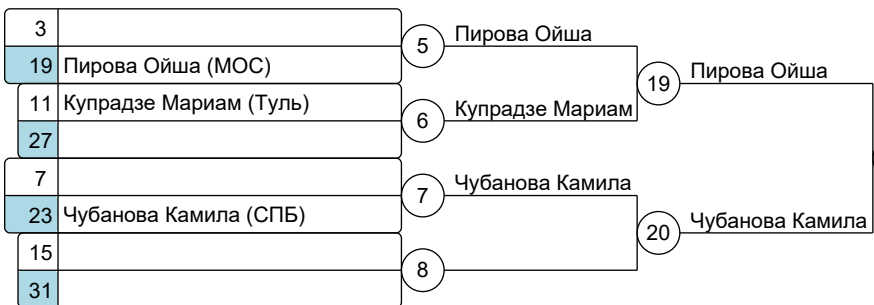 3
5 Пирова Ойша
19 Пирова Ойша (МОС)
19 Пирова Ойша
11 Купрадзе Мариам (Туль)
6 Купрадзе Мариам
27
7
7 Чубанова Камила
23 Чубанова Камила (СПБ)
20 Чубанова Камила
15
8
31